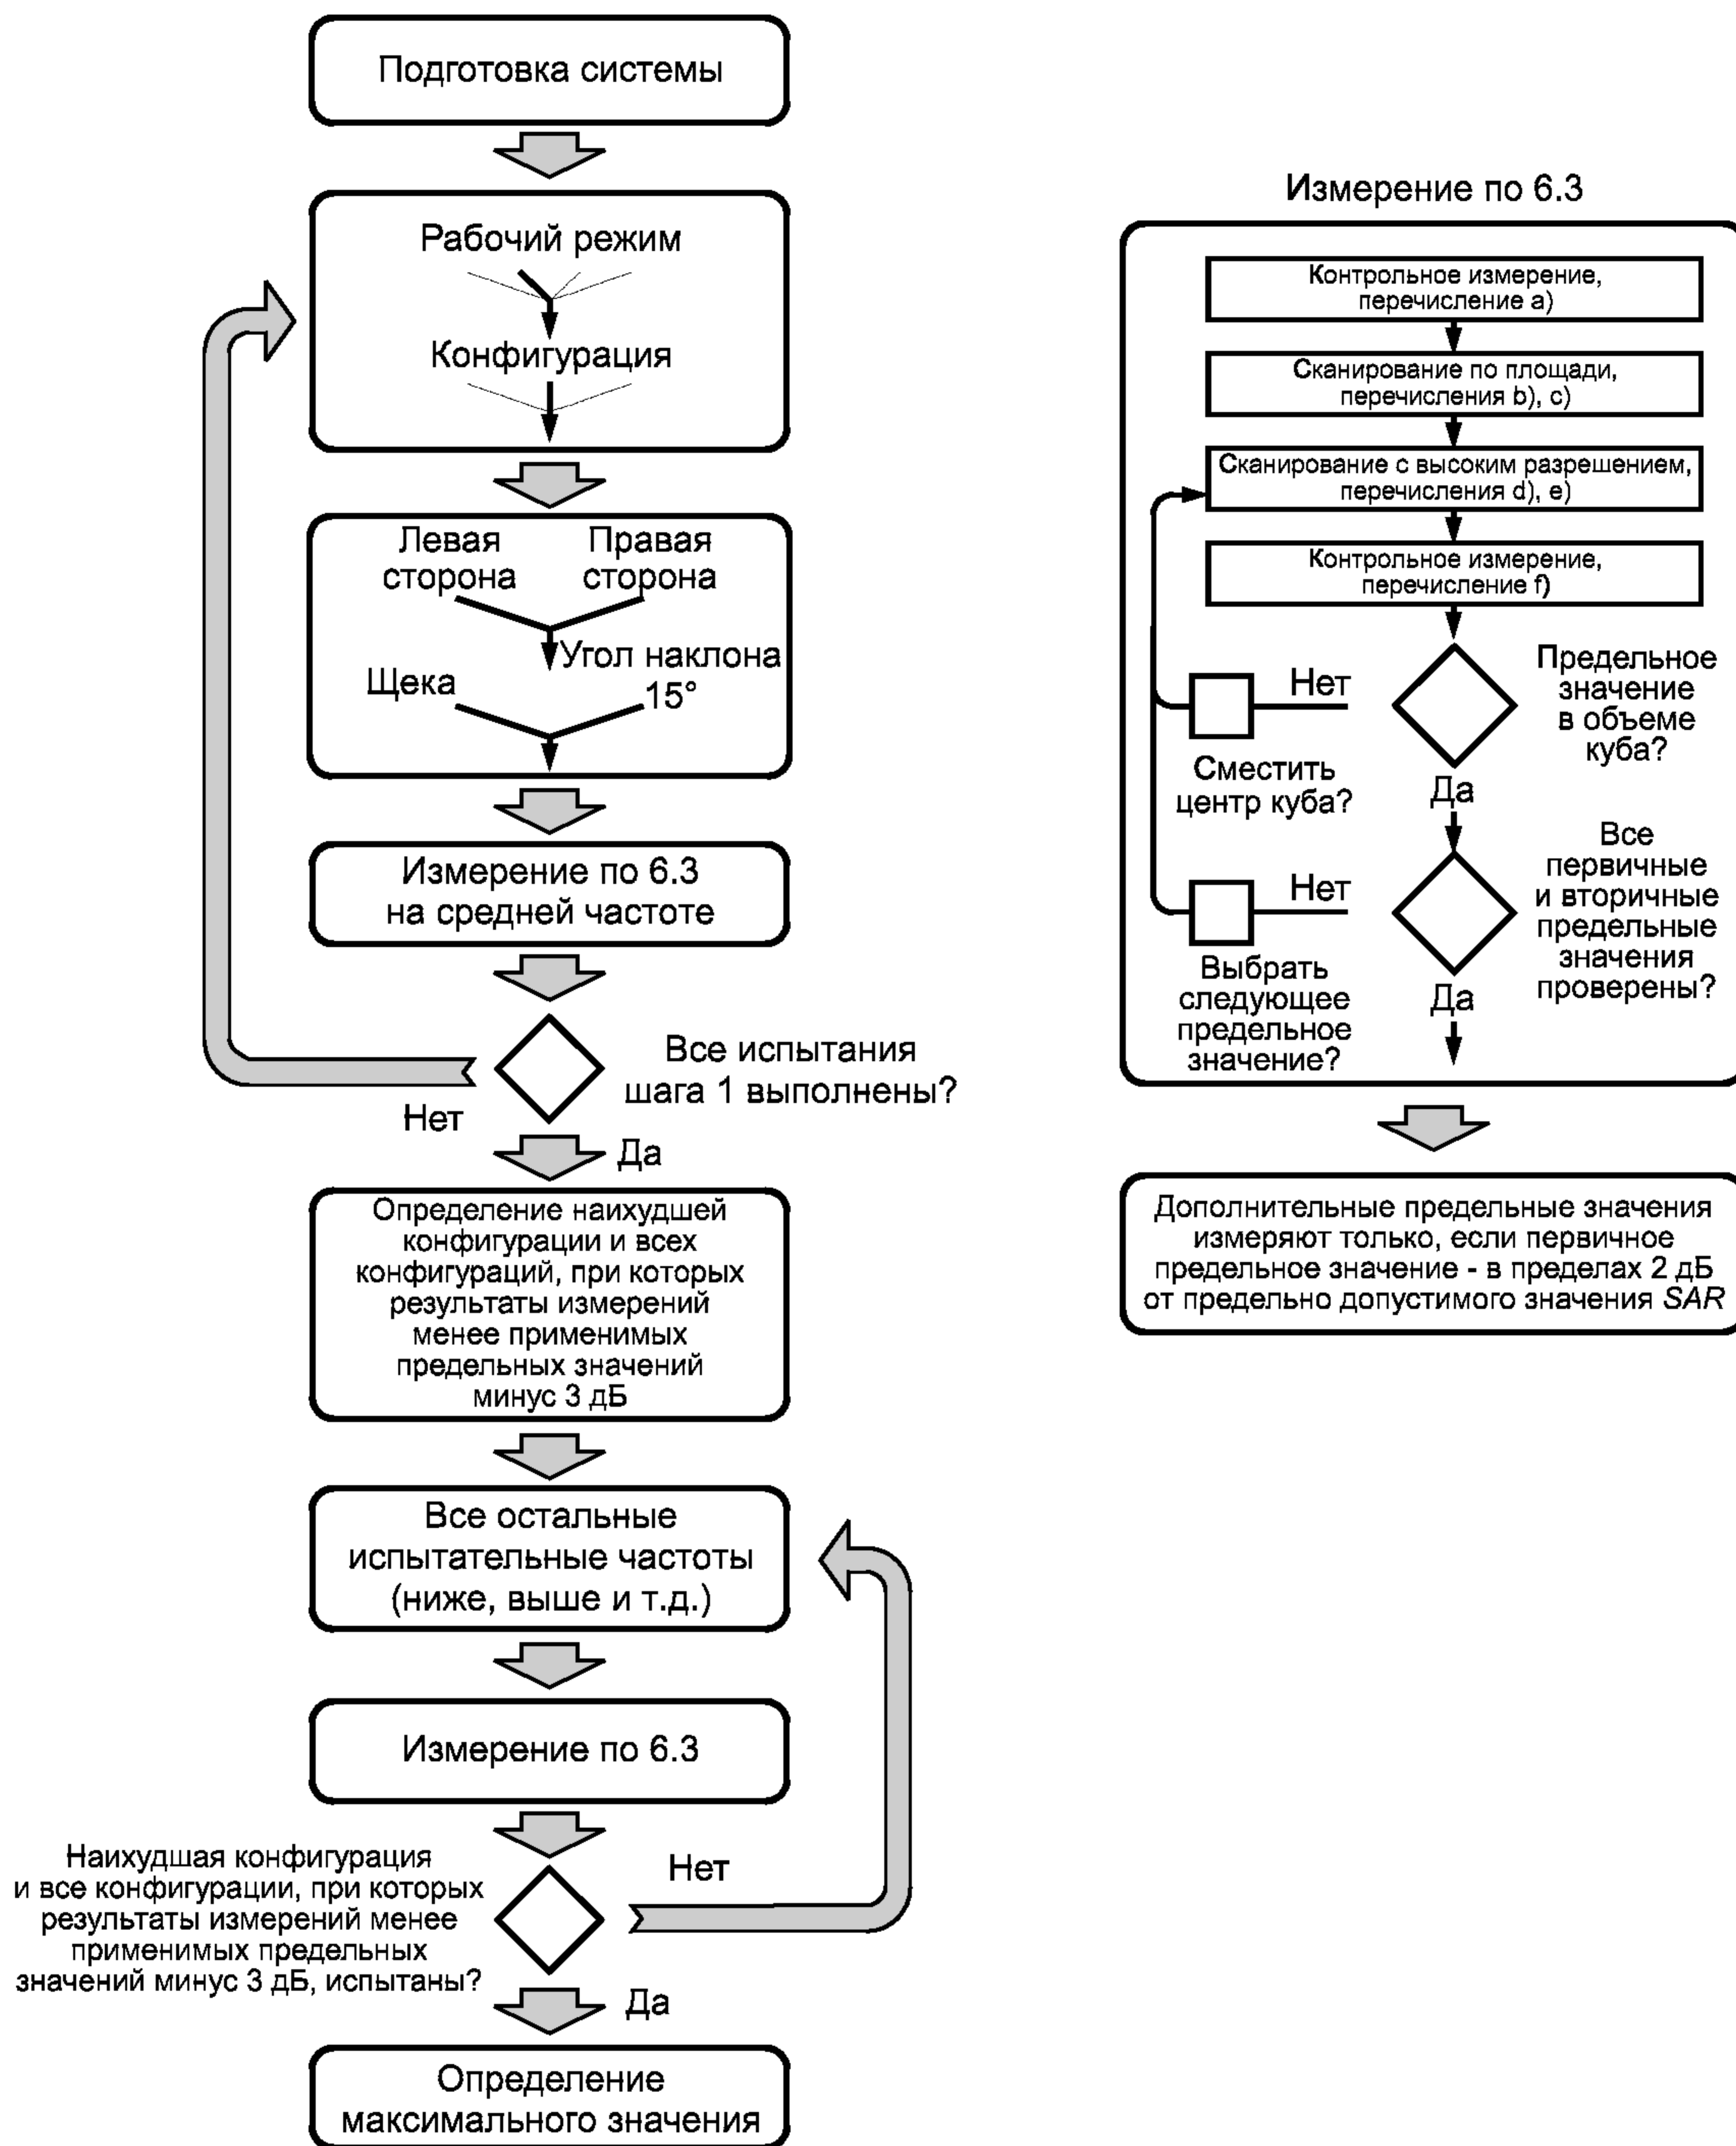 Подготовка системы
Рабочий режим
Конфигурация
Левая
сторона
Правая
сторона
Щека
Угол наклона
15°
Измерение по 6.3
на средней частоте
Все испытания
шага 1 выполнены?
Нет
Да
Определение наихудшей
конфигурации и всех
конфигураций, при которых
результаты измерений
менее применимых
предельных значений
минус 3 дБ
Все остальные
испытательные частоты
(ниже, выше и т.д.)
Измерение по 6.3
Наихудшая конфигурация
и все конфигурации, при которых
результаты измерений менее
применимых предельных
значений минус 3 дБ, испытаны?
Нет
Да
Определение
максимального значения
Измерение по 6.3
Контрольное измерение,
перечисление a)
Сканирование по площади,
перечисления b), c)
Сканирование с высоким разрешением,
перечисления d), e)
Контрольное измерение,
перечисление f)
Предельное
значение
в объеме
куба?
Нет
Сместить
центр куба?
Да
Все
первичные
и вторичные
предельные
значения
проверены?
Нет
Выбрать
следующее
предельное
значение?
Да
Дополнительные предельные значения
измеряют только, если первичное
предельное значение - в пределах 2 дБ
от предельно допустимого значения SAR